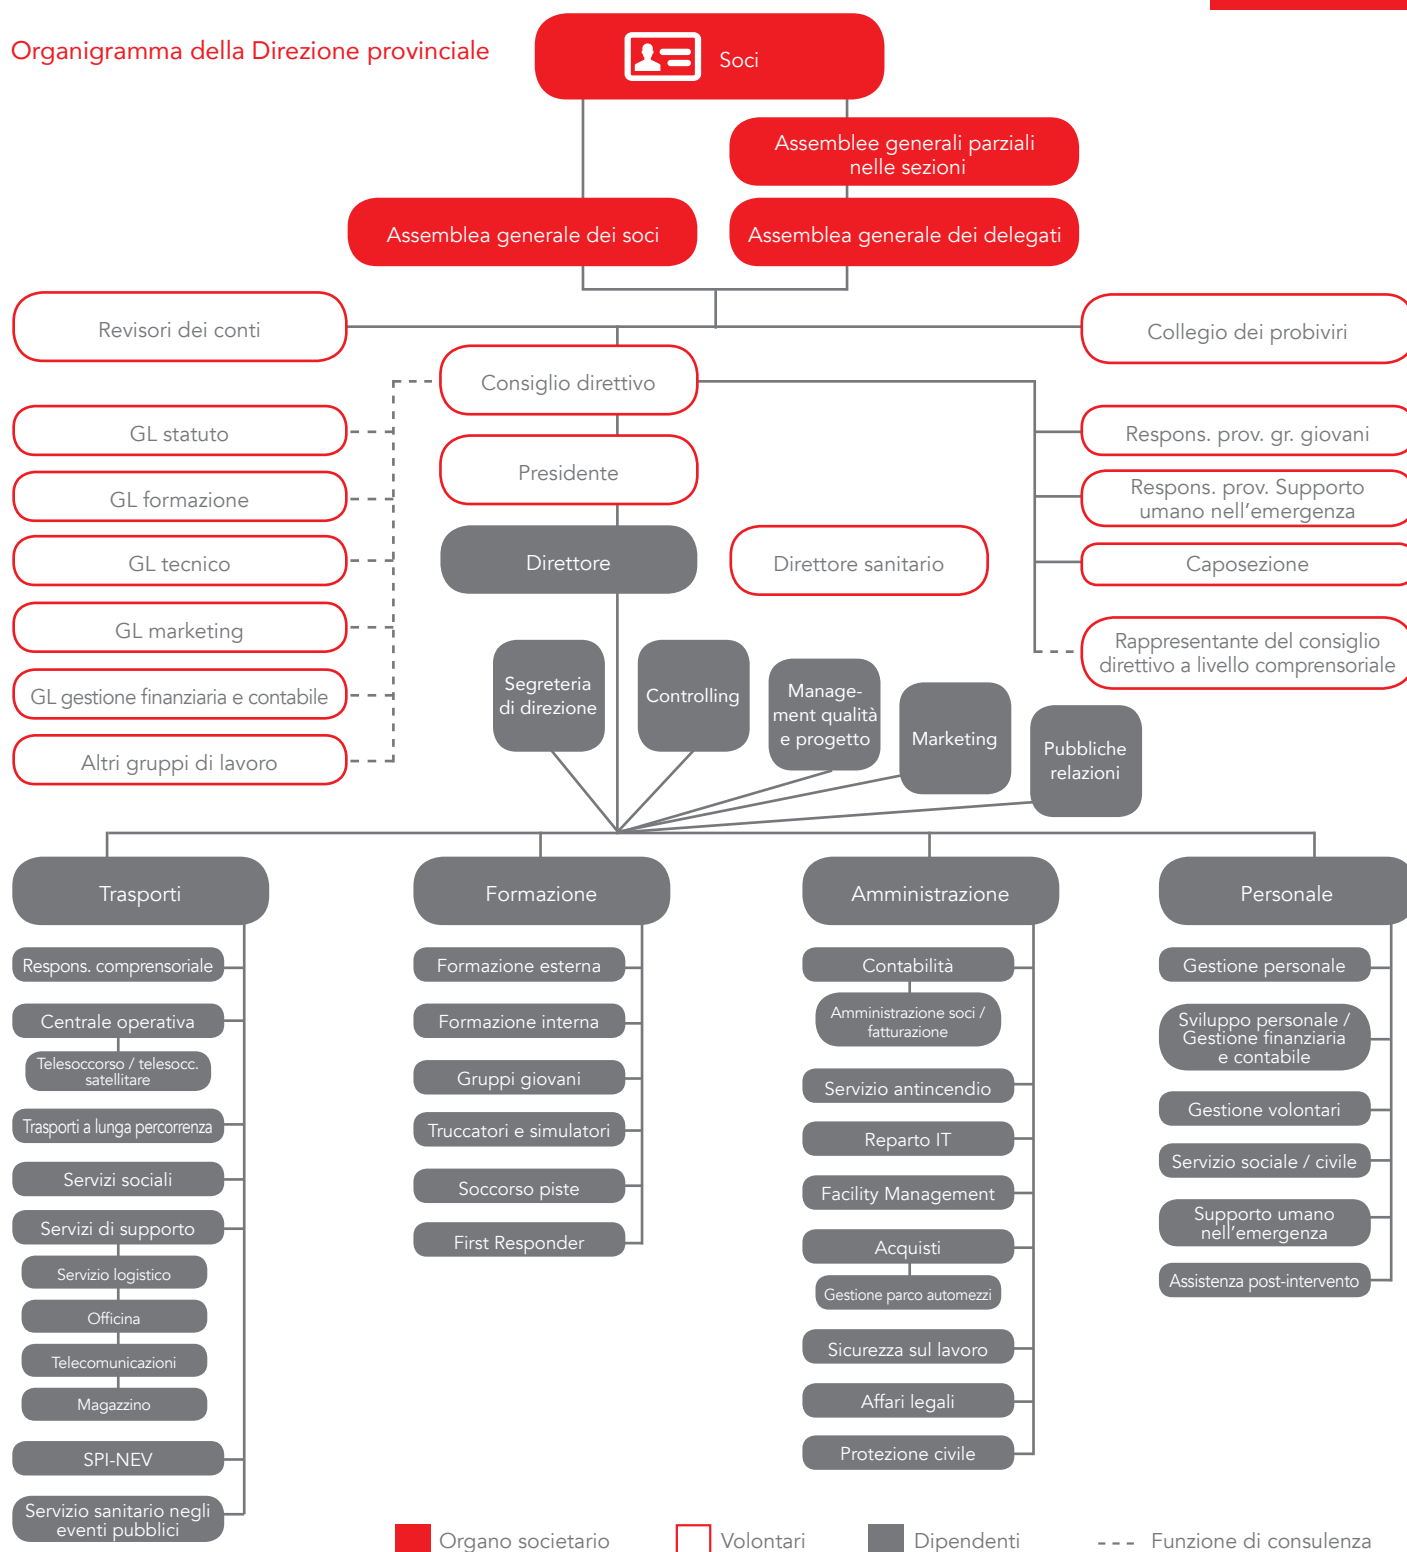 Organigramma della Direzione provinciale
Soci
Assemblee generali parziali
nelle sezioni
Assemblea generale dei soci
Assemblea generale dei delegati
Revisori dei conti
Collegio dei probiviri
Consiglio direttivo
GL statuto
GL formazione
GL tecnico
GL marketing
GL gestione finanziaria e contabile
Altri gruppi di lavoro
Presidente
Direttore
Direttore sanitario
Respons. prov. gr. giovani
Respons. prov. Supporto
umano nell'emergenza
Caposezione
Rappresentante del consiglio
direttivo a livello comprensoriale
Segreteria
di direzione
Controlling
Manage-
ment qualità
e progetto
Marketing
Pubbliche
relazioni
Trasporti
Respons. comprensoriale
Centrale operativa
Telesoccorso / telesocc.
satellitare
Trasporti a lunga percorrenza
Servizi sociali
Servizi di supporto
Servizio logistico
Officina
Telecomunicazioni
Magazzino
SPI-NEV
Servizio sanitario negli
eventi pubblici
Formazione
Formazione esterna
Formazione interna
Gruppi giovani
Truccatori e simulatori
Soccorso piste
First Responder
Amministrazione
Contabilità
Amministrazione soci /
fatturazione
Servizio antincendio
Reparto IT
Facility Management
Acquisti
Gestione parco automezzi
Sicurezza sul lavoro
Affari legali
Protezione civile
Personale
Gestione personale
Sviluppo personale /
Gestione finanziaria
e contabile
Gestione volontari
Servizio sociale / civile
Supporto umano
nell'emergenza
Assistenza post-intervento
Organo societario
Volontari
Dipendenti
Funzione di consulenza